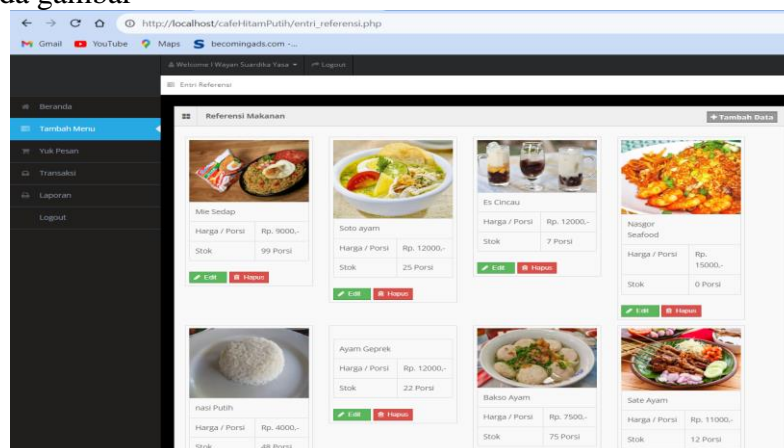 da gambar
http://localhost/cafeHitamPutih/entri_referensi.php
Gmail YouTube Maps becomingads.com -...
Welcome I Wayan Suardika Yasa Logout
Entri Referensi
Beranda
Tambah Menu
Yuk Pesan
Transaksi
Laporan
Logout
Referensi Makanan
+ Tambah Data
Mie Sedap
Harga / Porsi Rp. 9000,-
Stok 99 Porsi
Edit Hapus
Soto ayam
Harga / Porsi Rp. 12000,-
Stok 25 Porsi
Edit Hapus
Es Cincau
Harga / Porsi Rp. 12000,-
Stok 7 Porsi
Edit Hapus
Nasgor
Seafood
Harga / Porsi Rp.
15000,-
Stok 0 Porsi
Edit Hapus
nasi Putih
Harga / Porsi Rp. 4000,-
Stok 48 Porsi
Ayam Geprek
Harga / Porsi Rp. 12000,-
Stok 22 Porsi
Edit Hapus
Bakso Ayam
Harga / Porsi Rp. 7500,-
Stok 75 Porsi
Sate Ayam
Harga / Porsi Rp. 11000,-
Stok 12 Porsi